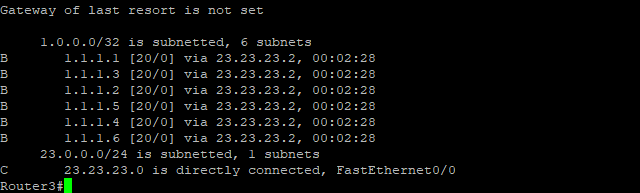 Gateway of last resort is not set
1.0.0.0/32 is subnetted, 6 subnets
B 1.1.1.1 [20/0] via 23.23.23.2, 00:02:28
B 1.1.1.3 [20/0] via 23.23.23.2, 00:02:28
B 1.1.1.2 [20/0] via 23.23.23.2, 00:02:28
B 1.1.1.5 [20/0] via 23.23.23.2, 00:02:28
B 1.1.1.4 [20/0] via 23.23.23.2, 00:02:28
B 1.1.1.6 [20/0] via 23.23.23.2, 00:02:28
23.0.0.0/24 is subnetted, 1 subnets
C 23.23.23.0 is directly connected, FastEthernet0/0
Router3#